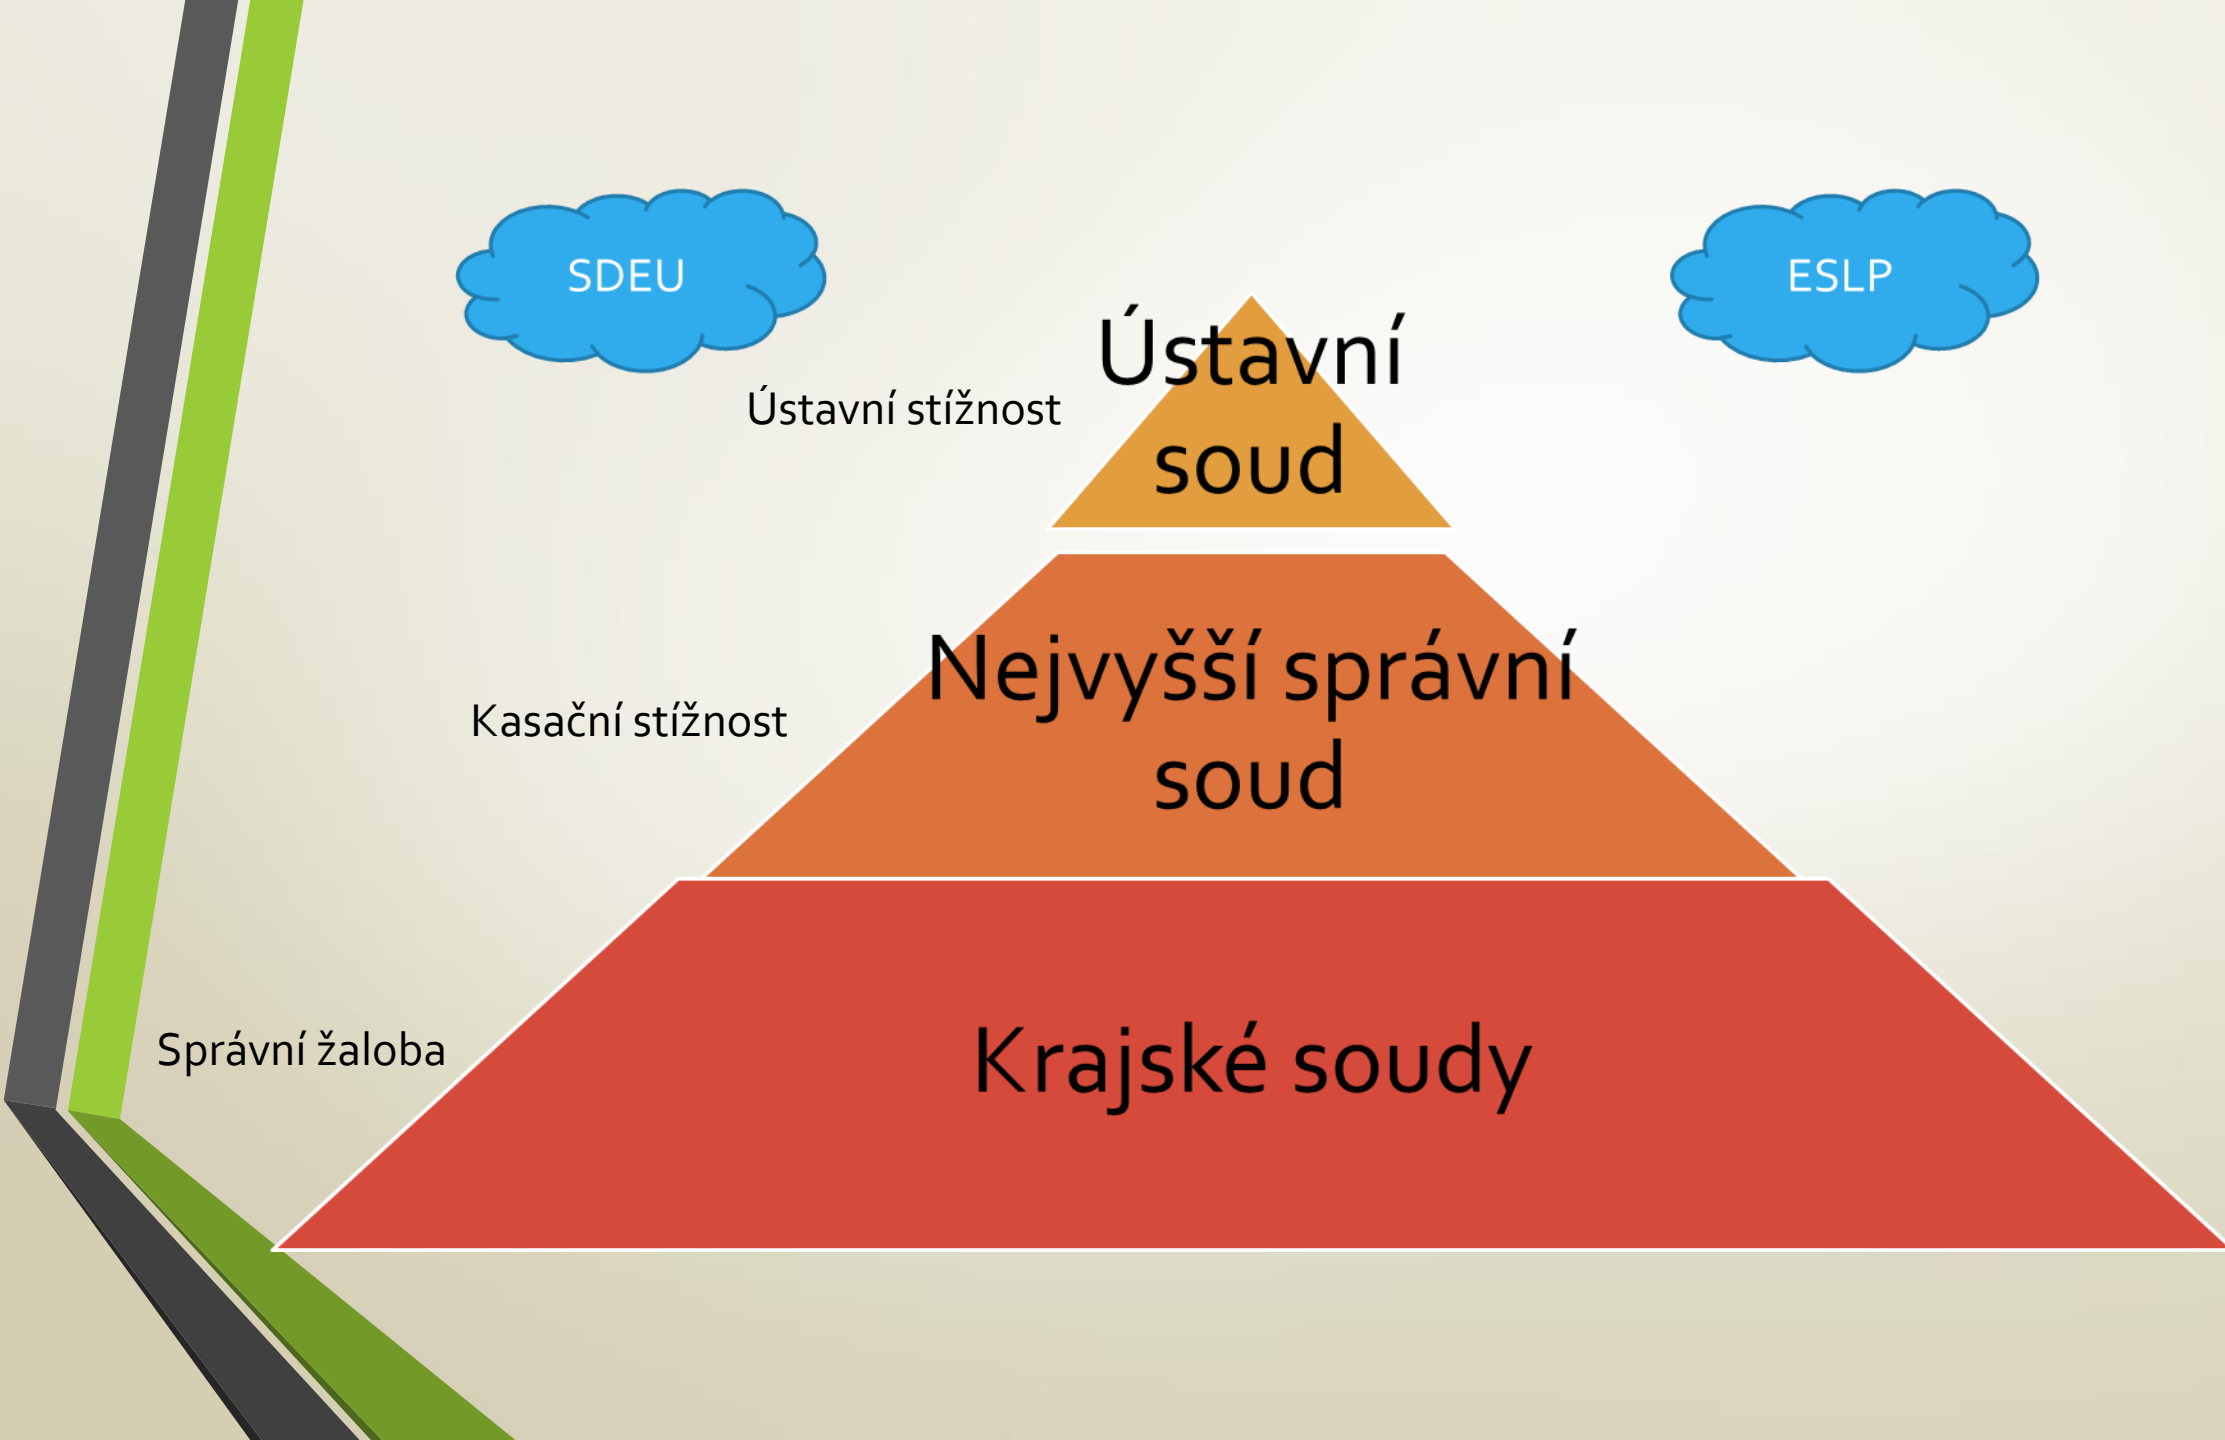 SDEU
ESLP
Ústavní stížnost
Ústavní
soud
Kasační stížnost
Nejvyšší správní
soud
Správní žaloba
Krajské soudy